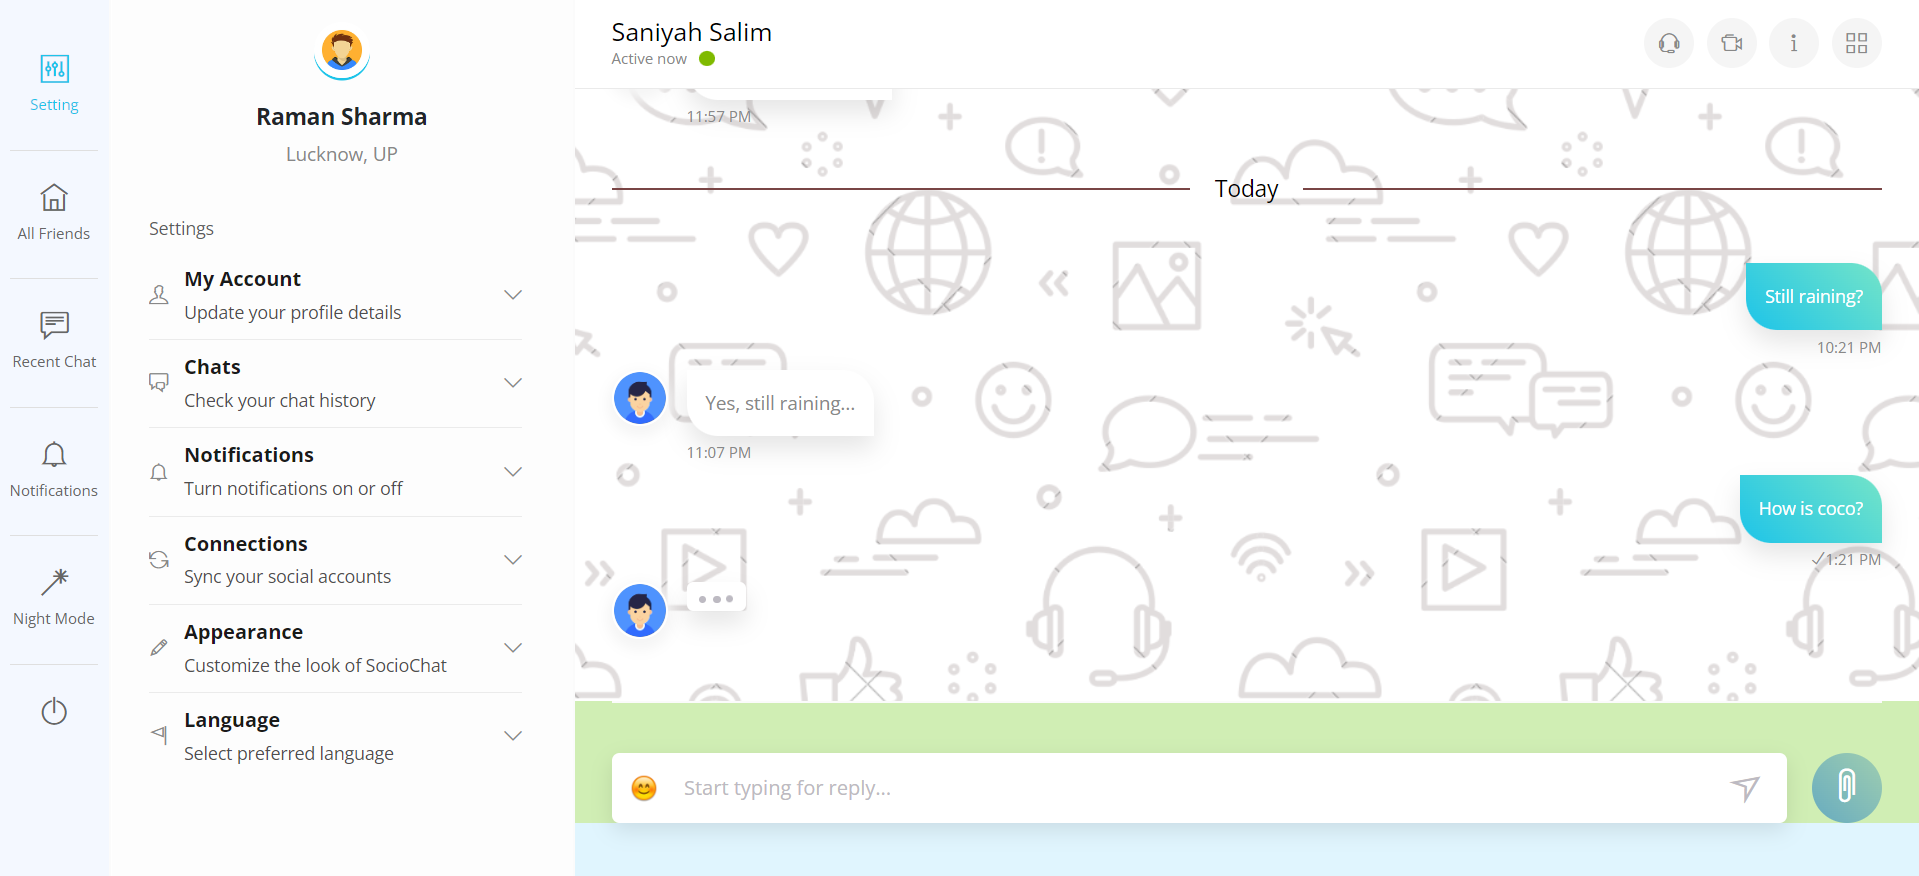 Setting
All Friends
Recent Chat
Notifications
Night Mode
Raman Sharma
Lucknow, UP
Settings
My Account
Update your profile details
Chats
Check your chat history
Notifications
Turn notifications on or off
Connections
Sync your social accounts
Appearance
Customize the look of SocioChat
Language
Select preferred language
Saniyah Salim
Active now
11:57 PM
Today
Still raining?
10:21 PM
Yes, still raining...
11:07 PM
How is coco?
1:21 PM
Start typing for reply...